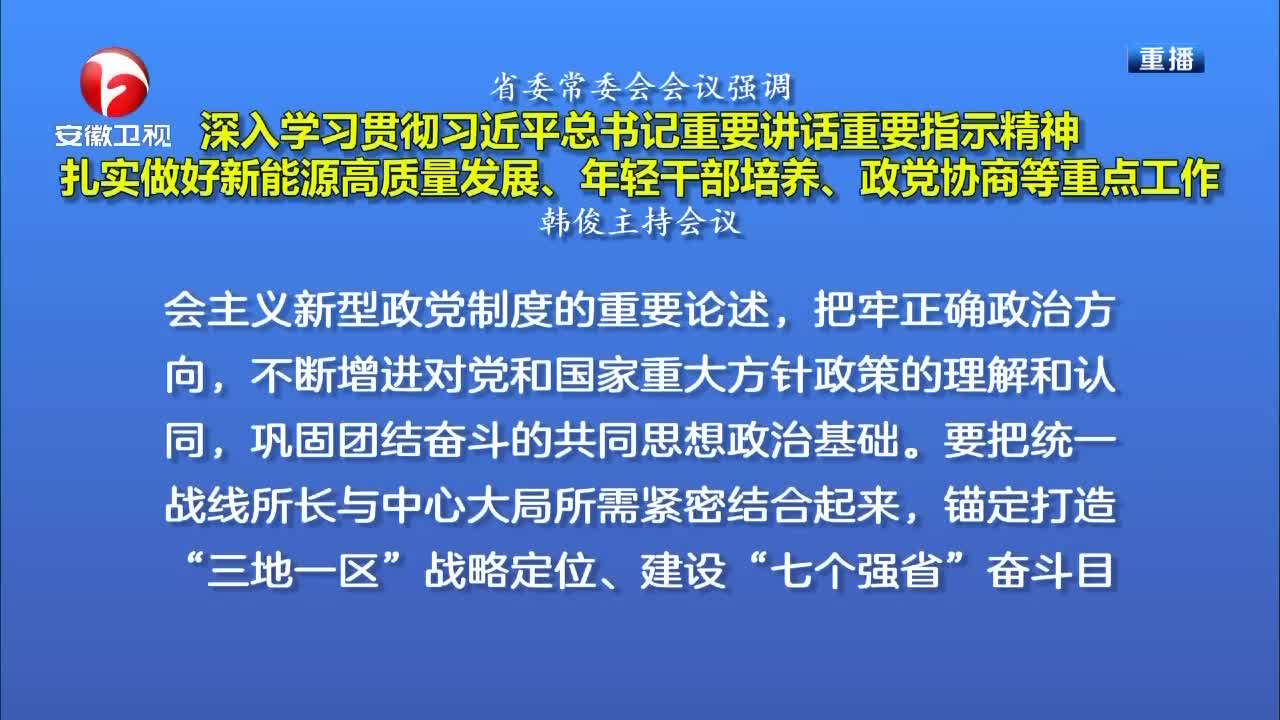 重播
省委常委会会议强调
安徽卫视
深入学习贯彻习近平总书记重要讲话重要指示精神
扎实做好新能源高质量发展、年轻干部培养、政党协商等重点工作
韩俊主持会议
会主义新型政党制度的重要论述，把牢正确政治方
向，不断增进对党和国家重大方针政策的理解和认
同，巩固团结奋斗的共同思想政治基础。要把统一
战线所长与中心大局所需紧密结合起来，锚定打造
“三地一区”战略定位、建设“七个强省”奋斗目